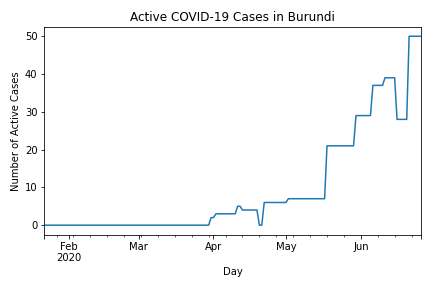 Active COVID-19 Cases in Burundi
50
40
30
20
10
0
Number of Active Cases
Feb
2020
Mar
Apr
May
Jun
Day